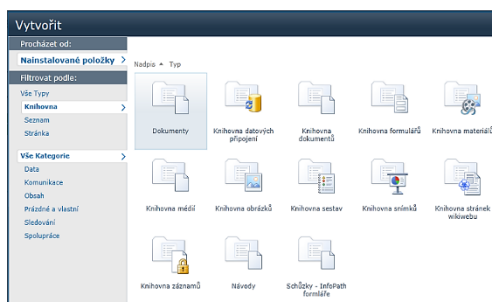 Vytvořit
Procházet od:
Nainstalované položky >
Filtrovat podle:
Vše Typy
Knihovna >
Seznam
Stránka
Vše Kategorie >
Data
Komunikace
Obsah
Prázdné a vlastní
Sledování
Spolupráce
Nadpis Typ
Dokumenty
Knihovna datových
připojení
Knihovna
dokumentů
Knihovna formulářů
Knihovna materiálů
Knihovna médií
Knihovna obrázků
Knihovna sestav
Knihovna snímků
Knihovna stránek
wikiwebu
Knihovna záznamů
Návody
Schůzky - InfoPath
formláře